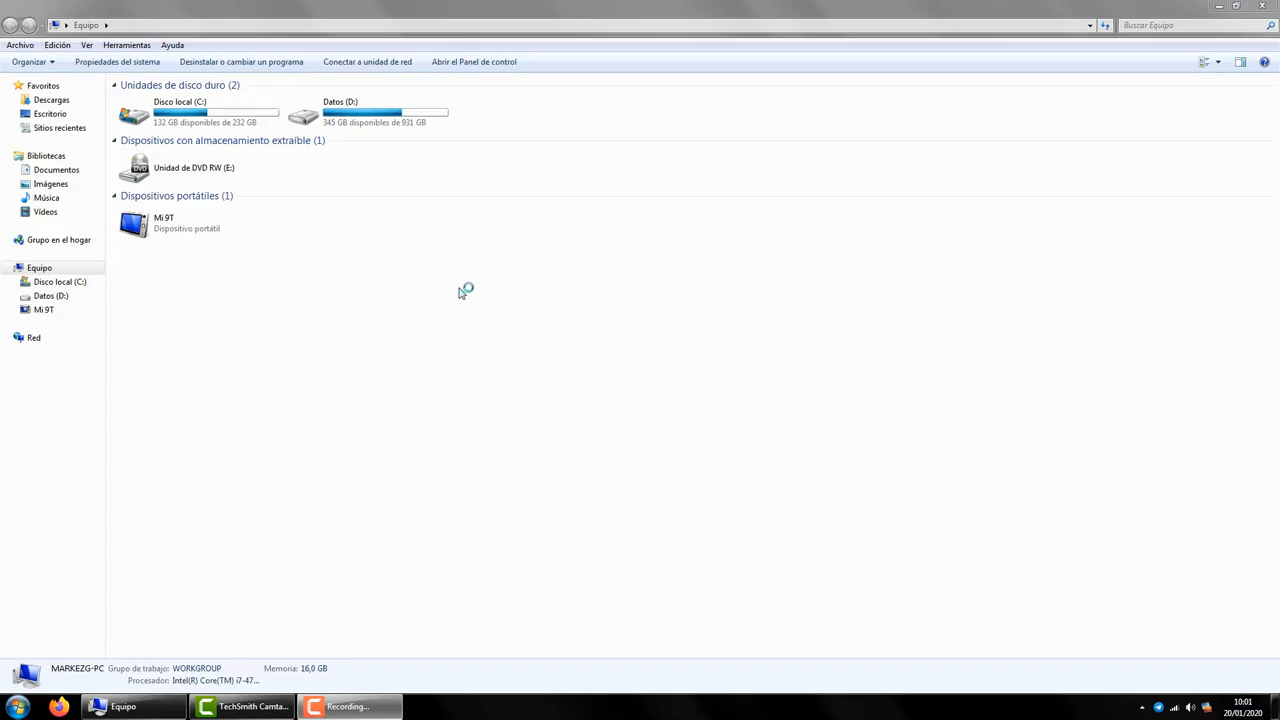 Equipo
Buscar Equipo
Archivo Edición Ver Herramientas Ayuda
Organizar Propiedades del sistema Desinstalar o cambiar un programa Conectar a unidad de red Abrir el Panel de control
Favoritos
Descargas
Escritorio
Sitios recientes
Bibliotecas
Documentos
Imágenes
Música
Vídeos
Grupo en el hogar
Equipo
Disco local (C:)
Datos (D:)
Mi 9T
Red
Unidades de disco duro (2)
Disco local (C:)
132 GB disponibles de 232 GB
Datos (D:)
345 GB disponibles de 931 GB
Dispositivos con almacenamiento extraíble (1)
DVD
Unidad de DVD RW (E:)
Dispositivos portátiles (1)
Mi 9T
Dispositivo portátil
MARKEZG-PC Grupo de trabajo: WORKGROUP Memoria: 16,0 GB
Procesador: Intel(R) Core(TM) i7-47...
Equipo
TechSmith Camta...
Recording...
10:01
20/01/2020